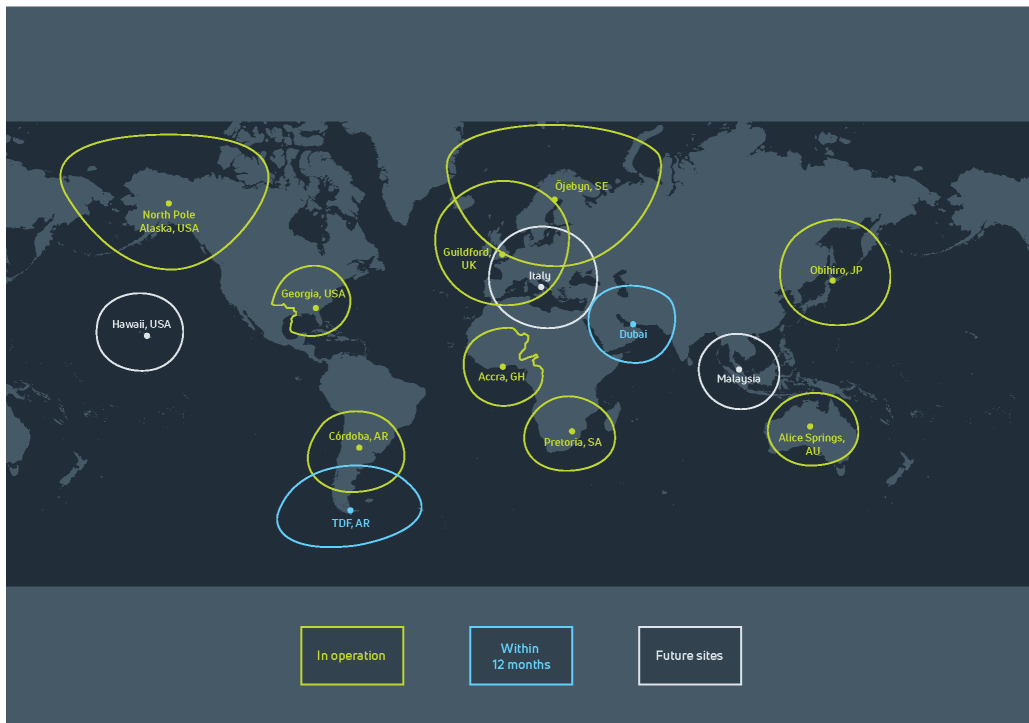 Öjebyn, SE
North Pole
Alaska, USA
Guildford,
UK
Italy
Obihiro, JP
Georgia, USA
Hawaii, USA
Dubai
Accra, GH
Malaysia
Córdoba, AR
Pretoria, SA
Alice Springs,
AU
TDF, AR
In operation
Within
12 months
Future sites